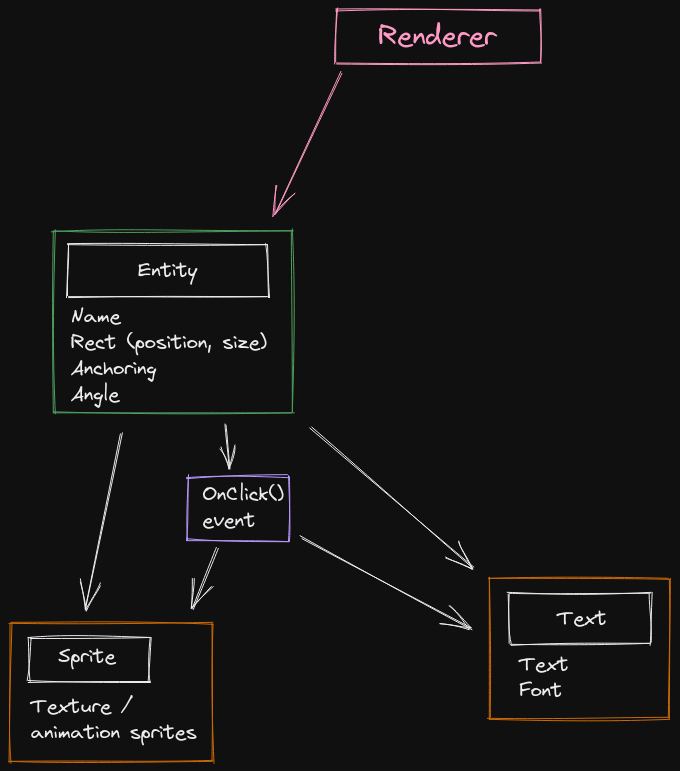 Renderer
Entity
Name
Rect (position, size)
Anchoring
Angle
OnClick()
event
Sprite
Texture /
animation sprites
Text
Text
Font